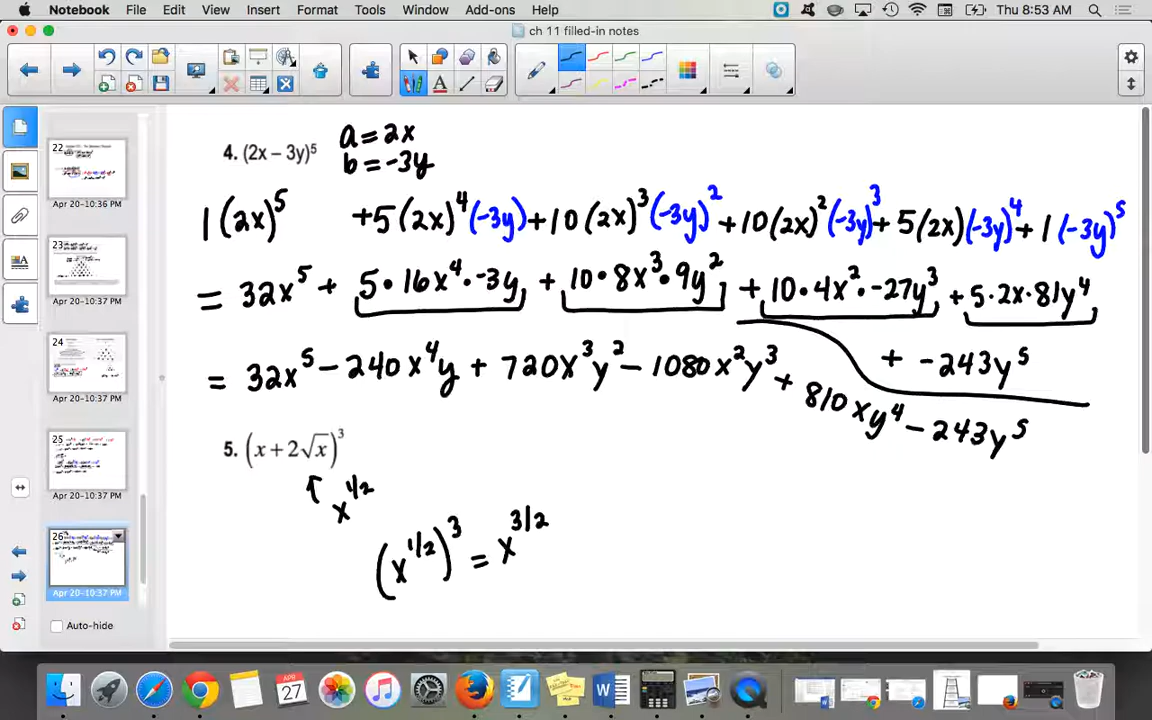 Notebook File Edit View Insert Format Tools Window Add-ons Help Thu 8:53 AM
ch 11 filled-in notes
22
Apr 20-10:36 PM
23
Apr 20-10:37 PM
24
Apr 20-10:37 PM
25
Apr 20-10:37 PM
26
Apr 20-10:37 PM
Auto-hide
4. (2x – 3y)⁵
a = 2x
b = -3y
1(2x)⁵ +5(2x)⁴(-3y)+10(2x)³(-3y)²+10(2x)²(-3y)³+ 5(2x)(-3y)⁴+ 1(-3y)⁵
= 32x⁵ + 5·16x⁴·-3y + 10·8x³·9y² + 10·4x²·-27y³ + 5·2x·81y⁴
+ -243y⁵
= 32x⁵ - 240x⁴y + 720x³y² - 1080x²y³ +
810xy⁴ - 243y⁵
5. (x + 2√x)³
x^1/2
(x^1/2)³ = x^3/2
APR
27